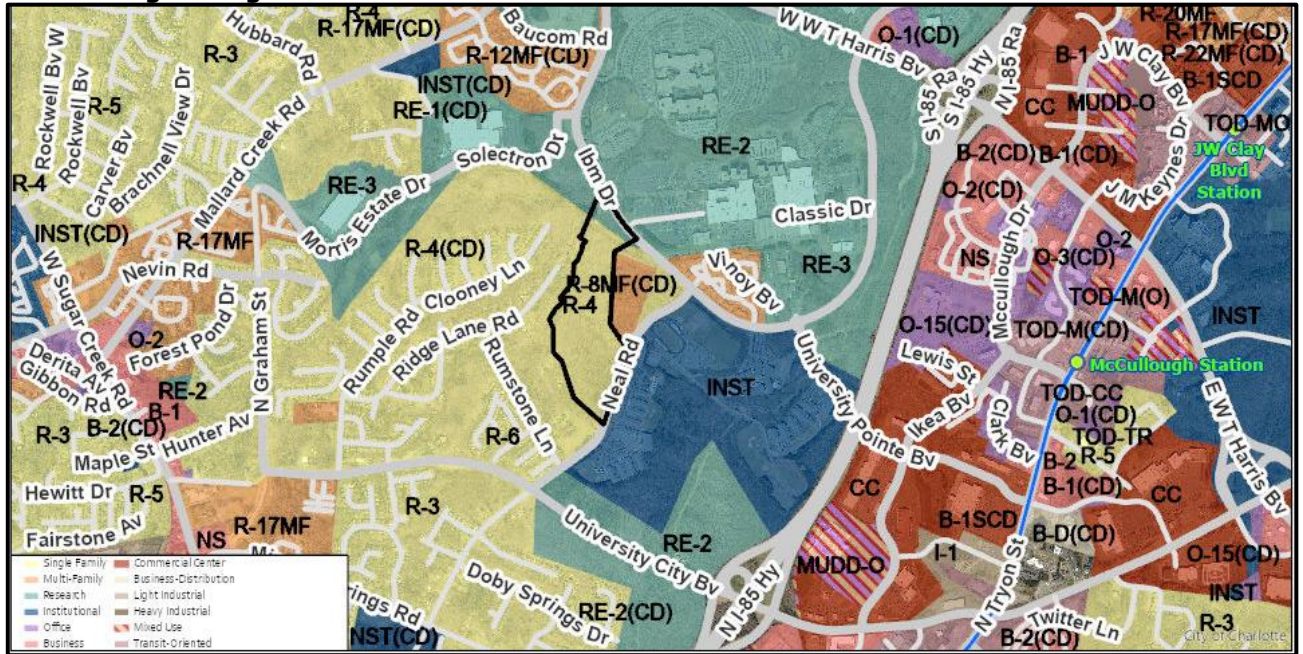 R-4
R-17MF(CD)
Baucom Rd
W W T Harris Bv
O-1(CD)
R-20MF
R-17MF(CD)
R-22MF(CD)
B-1SCD
Hubbard Rd
R-3
R-12MF(CD)
INST(CD)
RE-1(CD)
S I-85 Ra
S I-85 Hy
N I-85 Ra
B-1
J W Clay Bv
CC
MUDD-O
TOD-MO
JW Clay
Blvd
Station
Rockwell Bv W
R-5
Rockwell Bv
Carver Bv
Brachnell View Dr
Mallard Creek Rd
Solectron Dr
Ibm Dr
RE-2
B-2(CD)
B-1(CD)
J M Keynes Dr
R-4
RE-3
Morris Estate Dr
O-2(CD)
Classic Dr
INST(CD)
R-17MF
R-4(CD)
Mccullough Dr
O-2
NS
O-3(CD)
RE-3
Nevin Rd
W Sugar Creek Rd
Clooney Ln
R-8MF(CD)
R-4
Vinoy Bv
TOD-M(O)
INST
O-2
Forest Pond Dr
N Graham St
Rumple Rd
Ridge Lane Rd
O-15(CD)
TOD-M(CD)
Derita Av
Gibbon Rd
RE-2
Rumstone Ln
Neal Rd
INST
University Pointe Bv
Lewis St
McCullough Station
B-1
B-2(CD)
R-3
Maple St
Hunter Av
R-6
Ikea Bv
Clark Bv
TOD-CC
O-1(CD)
TOD-TR
R-5
E W T Harris Bv
Hewitt Dr
R-5
R-3
B-2
B-1(CD)
CC
CC
Fairstone Av
NS
R-17MF
University City Bv
RE-2
B-1SCD
B-D(CD)
I-1
MUDD-O
O-15(CD)
INST
Doby Springs Dr
RE-2(CD)
N I-85 Hy
N Tryon St
Twitter Ln
R-3
B-2(CD)
City of Charlotte
Single Family
Commercial Center
Multi-Family
Business-Distribution
Research
Light Industrial
Institutional
Heavy Industrial
Office
Mixed Use
Business
Transit-Oriented